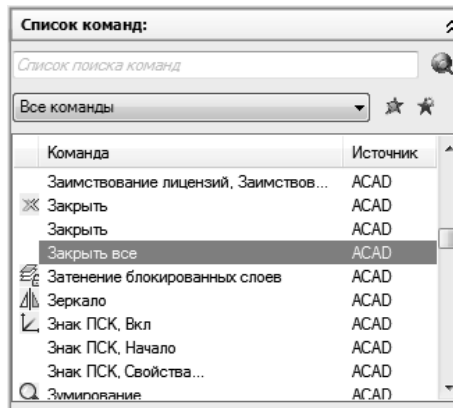 Список команд:
Список поиска команд
Все команды
Команда Источник
Заимствование лицензий, Заимствов... ACAD
Закрыть ACAD
Закрыть ACAD
Закрыть все ACAD
Затенение блокированных слоев ACAD
Зеркало ACAD
Знак ПСК, Вкл ACAD
Знак ПСК, Начало ACAD
Знак ПСК, Свойства... ACAD
Зумирование ACAD